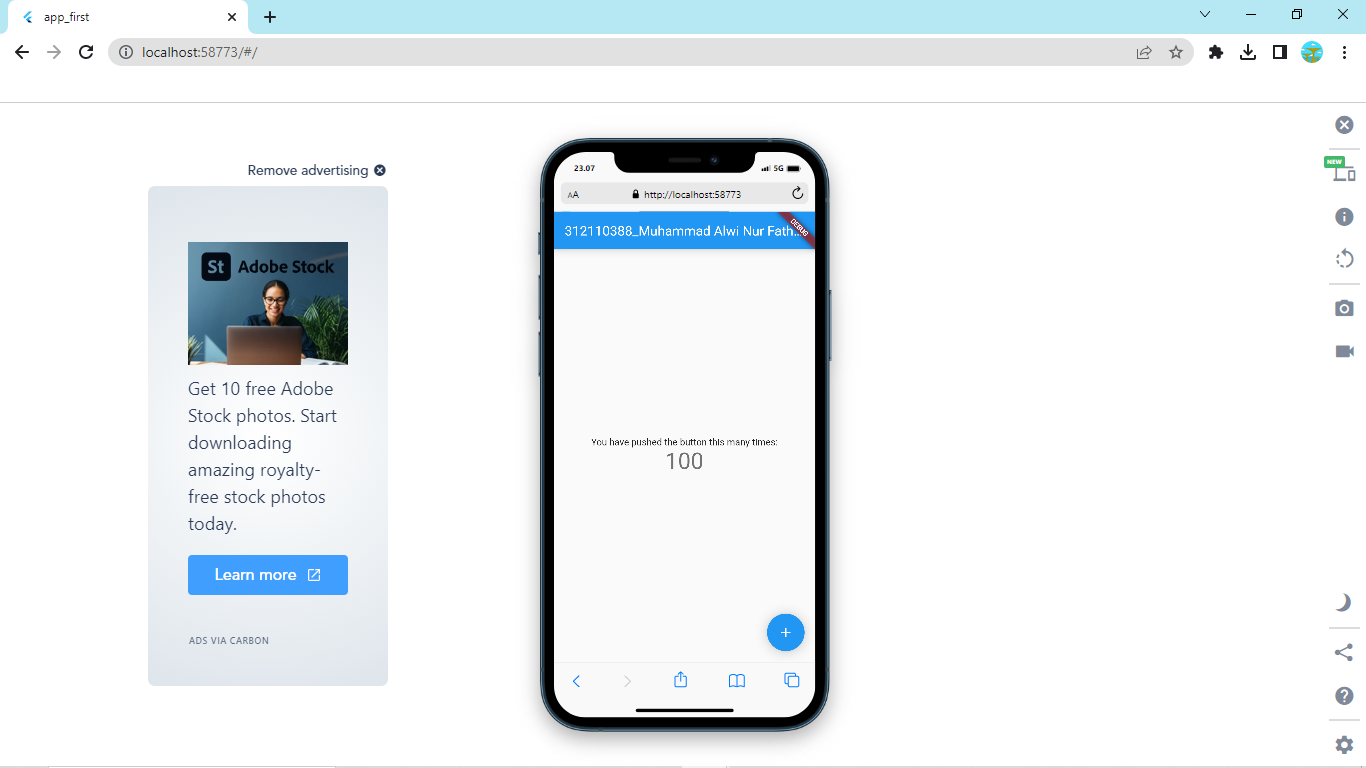 app_first
localhost:58773/#/
Remove advertising
St Adobe Stock
Get 10 free Adobe
Stock photos. Start
downloading
amazing royalty-
free stock photos
today.
Learn more
ADS VIA CARBON
23.07
5G
AA
http://localhost:58773
312110388_Muhammad Alwi Nur Fath...
DEBUG
You have pushed the button this many times:
100
NEW